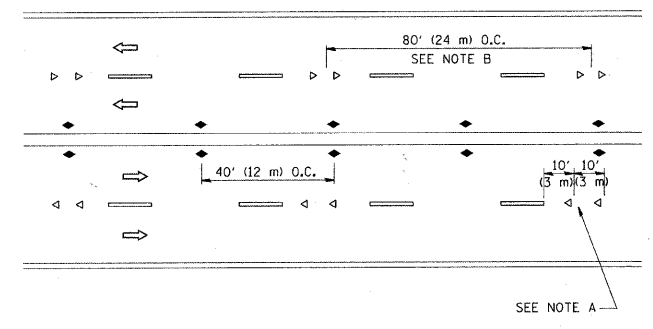 80' (24 m) O.C.
SEE NOTE B
40' (12 m) O.C.
10' 10'
(3 m) (3 m)
SEE NOTE A